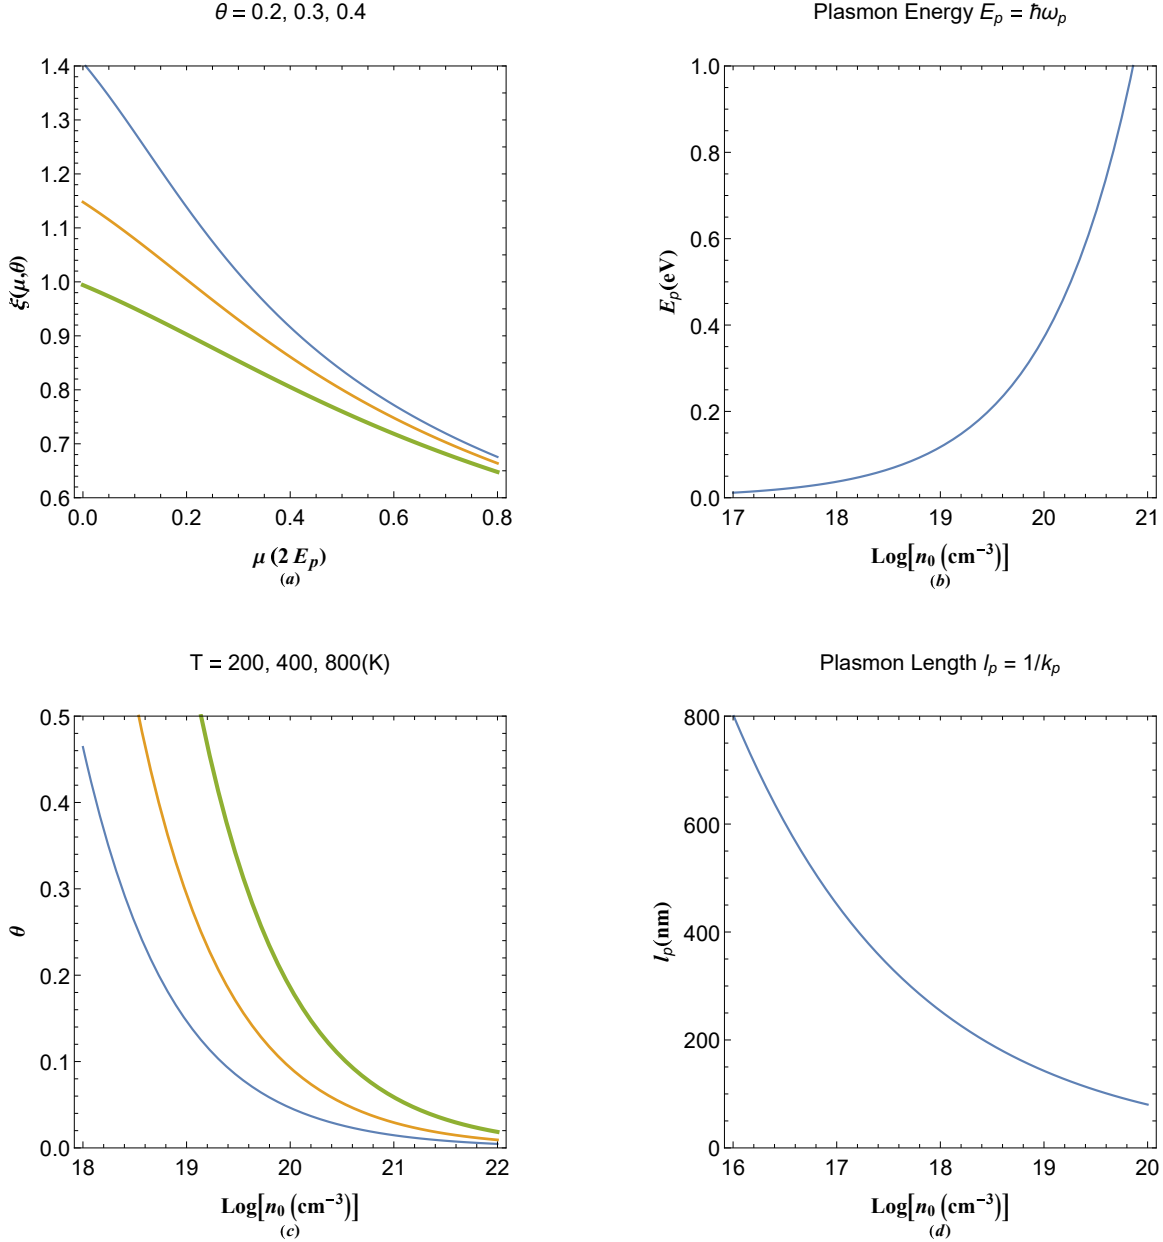 θ = 0.2, 0.3, 0.4
1.4
1.3
1.2
1.1
1.0
0.9
0.8
0.7
0.6
ξ(μ,θ)
0.0 0.2 0.4 0.6 0.8
μ (2 Eₚ)
(a)
Plasmon Energy Eₚ = ℏωₚ
1.0
0.8
0.6
0.4
0.2
0.0
Eₚ(eV)
17 18 19 20 21
Log[n₀ (cm⁻³)]
(b)
T = 200, 400, 800(K)
0.5
0.4
0.3
0.2
0.1
0.0
θ
18 19 20 21 22
Log[n₀ (cm⁻³)]
(c)
Plasmon Length lₚ = 1/kₚ
800
600
400
200
0
lₚ(nm)
16 17 18 19 20
Log[n₀ (cm⁻³)]
(d)